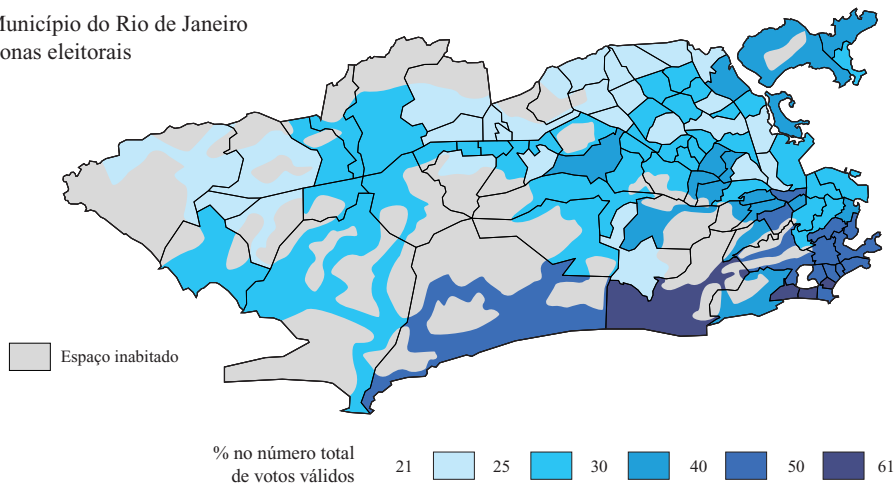 Município do Rio de Janeiro
onas eleitorais
Espaço inabitado
% no número total
de votos válidos
21 25 30 40 50 61